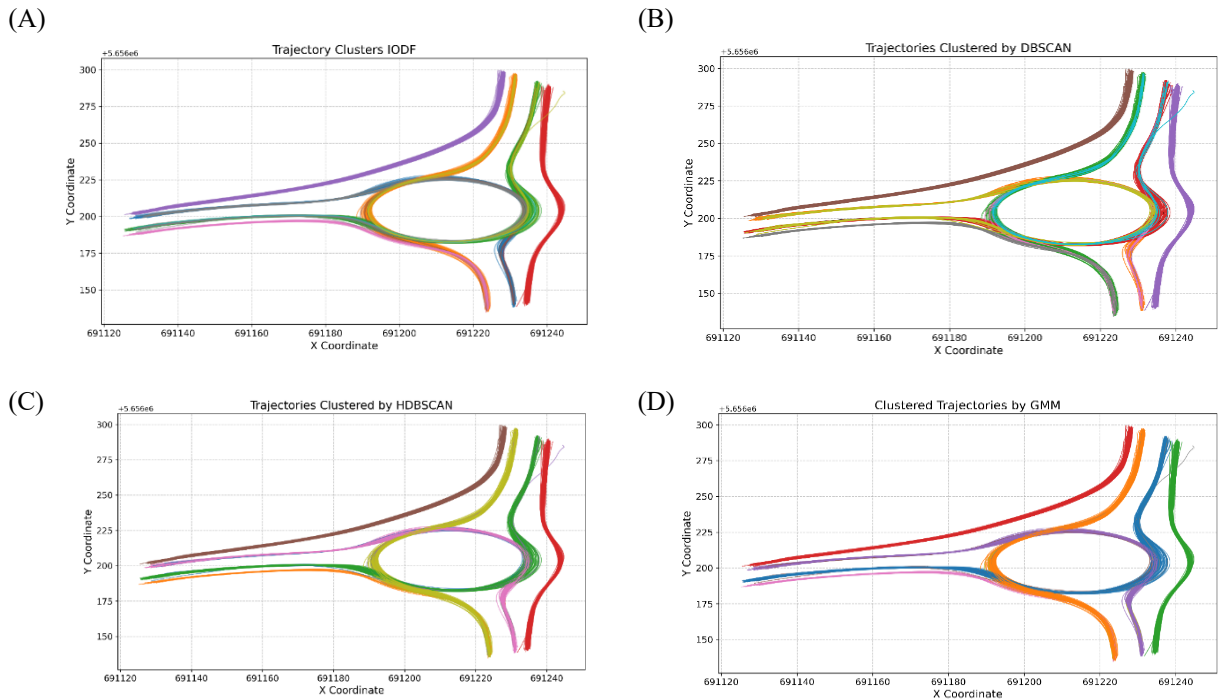 (A)
Trajectory Clusters IODF
+5.656e6
300
275
250
225
200
175
150
Y Coordinate
691120 691140 691160 691180 691200 691220 691240
X Coordinate
(B)
Trajectories Clustered by DBSCAN
+5.656e6
300
275
250
225
200
175
150
Y Coordinate
691120 691140 691160 691180 691200 691220 691240
X Coordinate
(C)
Trajectories Clustered by HDBSCAN
+5.656e6
300
275
250
225
200
175
150
Y Coordinate
691120 691140 691160 691180 691200 691220 691240
X Coordinate
(D)
Clustered Trajectories by GMM
+5.656e6
300
275
250
225
200
175
150
Y Coordinate
691120 691140 691160 691180 691200 691220 691240
X Coordinate